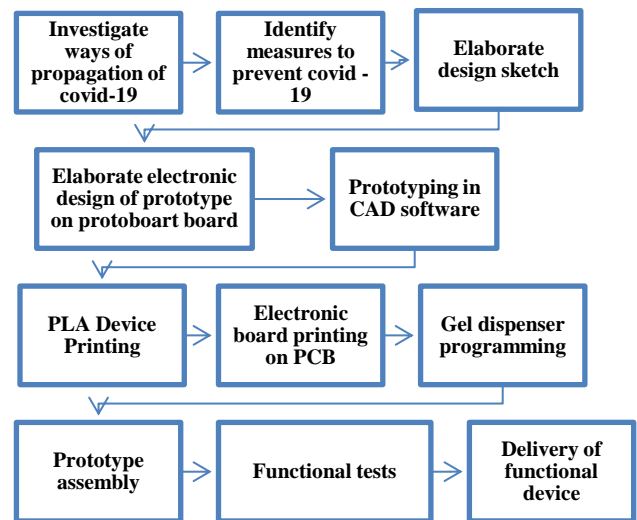 Investigate
ways of
propagation of
covid-19
Identify
measures to
prevent covid -
19
Elaborate
design sketch
Elaborate electronic
design of prototype
on protoboart board
Prototyping in
CAD software
PLA Device
Printing
Electronic
board printing
on PCB
Gel dispenser
programming
Prototype
assembly
Functional tests
Delivery of
functional
device